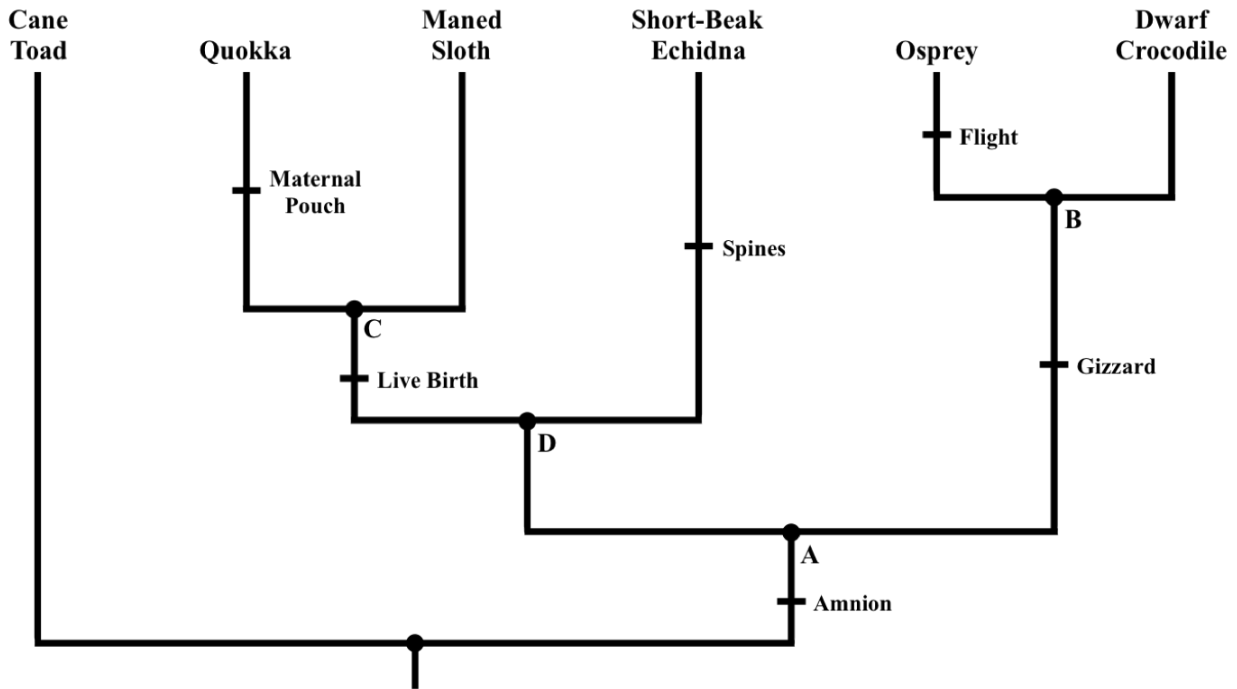 Cane
Toad
Quokka
Maned
Sloth
Short-Beak
Echidna
Osprey
Dwarf
Crocodile
Flight
Maternal
Pouch
B
Spines
C
Gizzard
Live Birth
D
A
Amnion